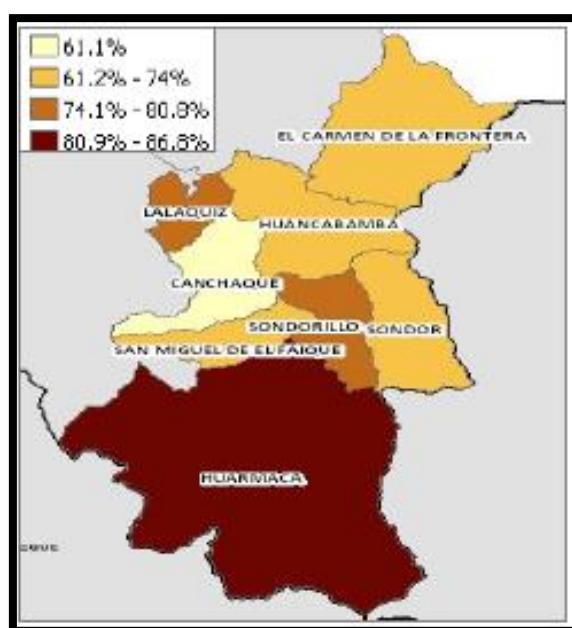 61.1%
61.2% - 74%
74.1% - 80.8%
80.9% - 86.8%
EL CARMEN DE LA FRONTERA
LALAQUIZ
HUANCABAMBA
CANCHAQUE
SONDORILLO
SONDOR
SAN MIGUEL DE EL FAIQUE
HUARMACA